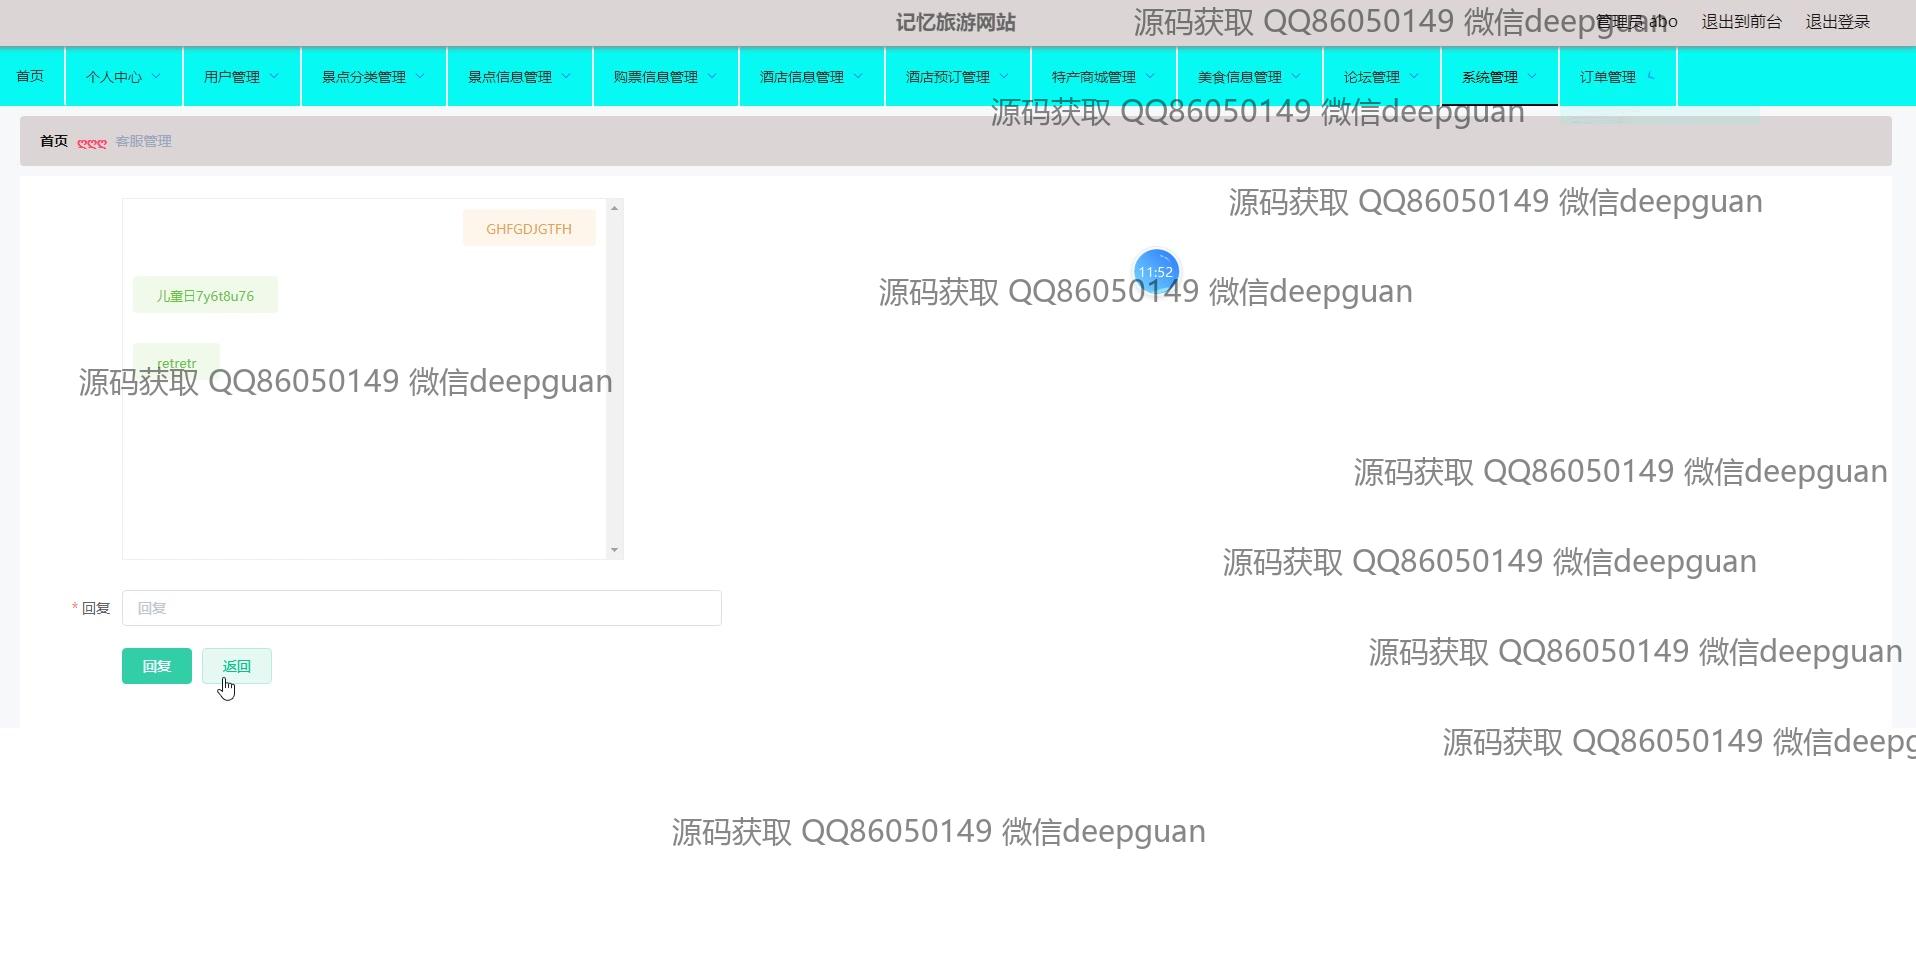 记忆旅游网站
源码获取 QQ86050149 微信deepguan
管理员 abo
退出到前台
退出登录
首页
个人中心
用户管理
景点分类管理
景点信息管理
购票信息管理
酒店信息管理
酒店预订管理
特产商城管理
美食信息管理
论坛管理
系统管理
订单管理
源码获取 QQ86050149 微信deepguan
首页
客服管理
源码获取 QQ86050149 微信deepguan
GHFGDJGTFH
11:52
源码获取 QQ86050149 微信deepguan
儿童日7y6t8u76
retretr
源码获取 QQ86050149 微信deepguan
源码获取 QQ86050149 微信deepguan
源码获取 QQ86050149 微信deepguan
* 回复
回复
源码获取 QQ86050149 微信deepguan
回复
返回
源码获取 QQ86050149 微信deepg
源码获取 QQ86050149 微信deepguan